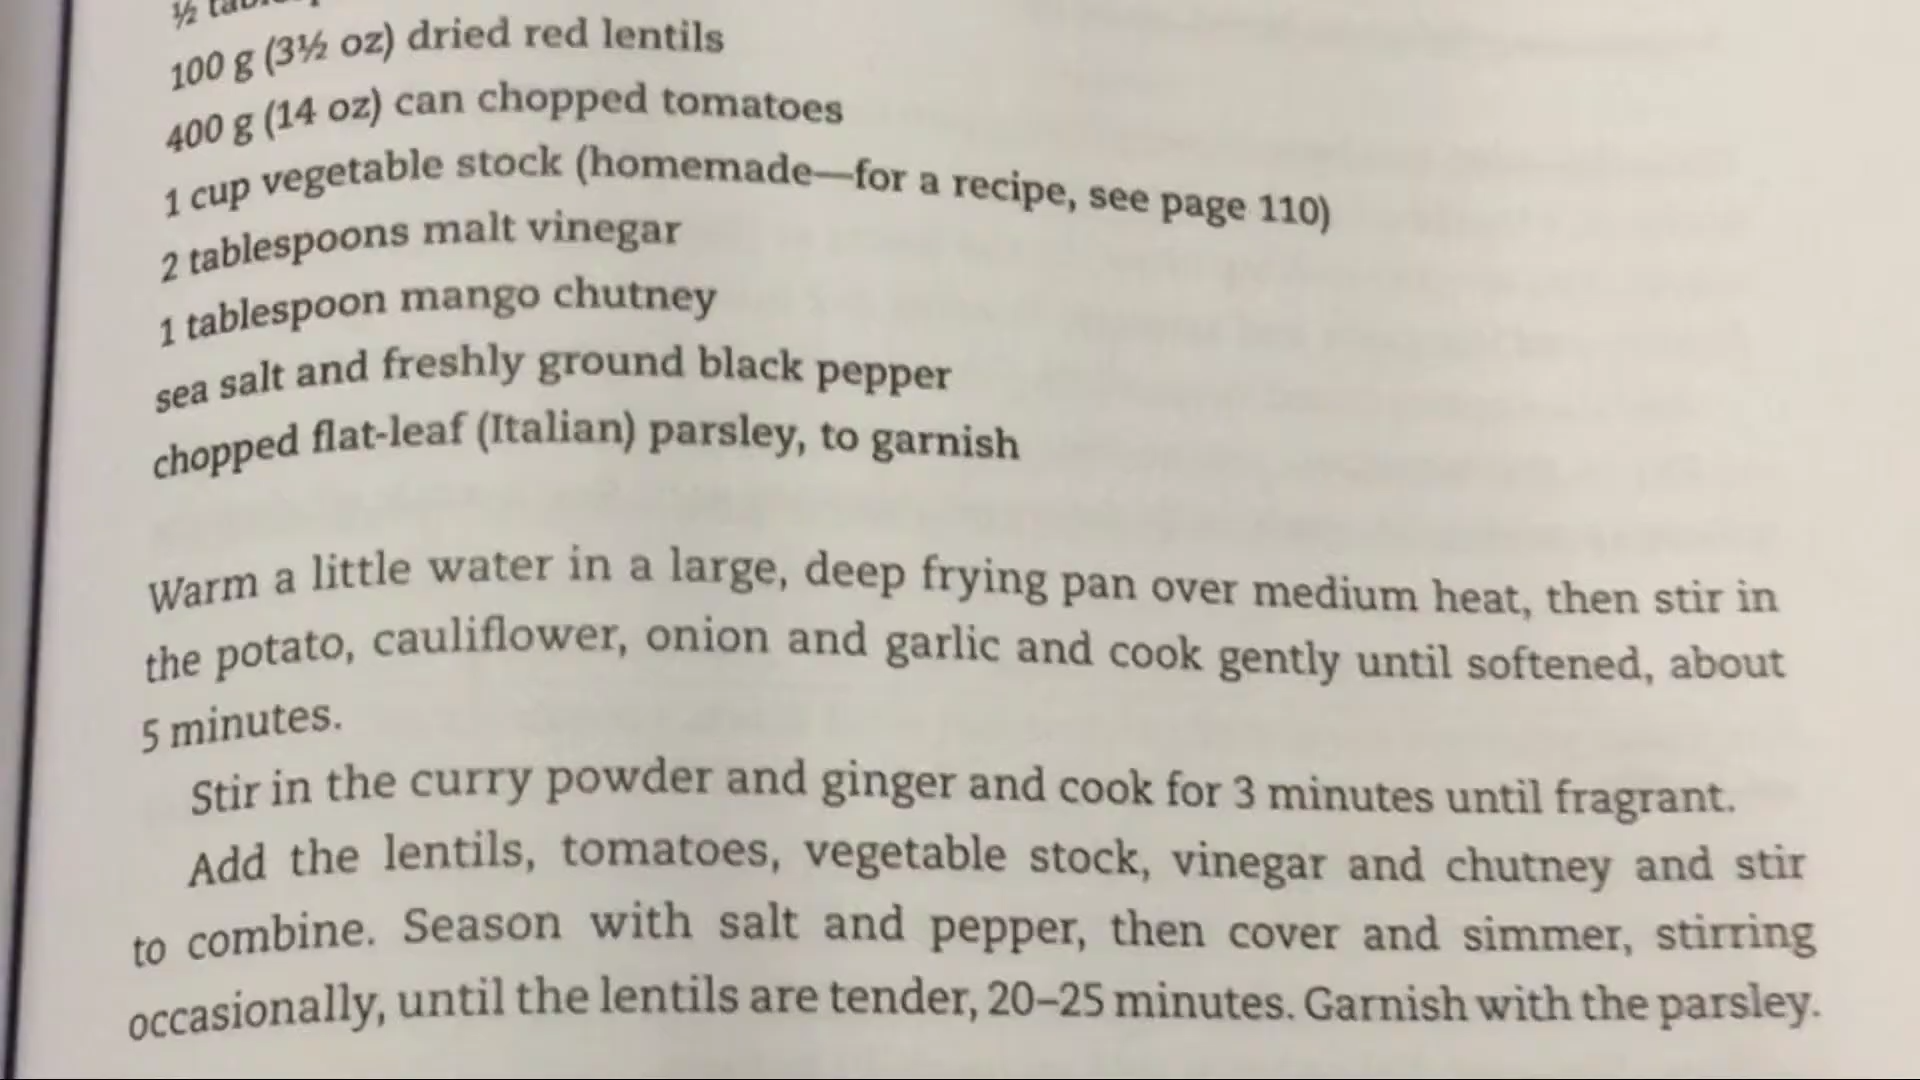 ½
100 g (3½ oz) dried red lentils
400 g (14 oz) can chopped tomatoes
1 cup vegetable stock (homemade—for a recipe, see page 110)
2 tablespoons malt vinegar
1 tablespoon mango chutney
sea salt and freshly ground black pepper
chopped flat-leaf (Italian) parsley, to garnish
Warm a little water in a large, deep frying pan over medium heat, then stir in
the potato, cauliflower, onion and garlic and cook gently until softened, about
5 minutes.
Stir in the curry powder and ginger and cook for 3 minutes until fragrant.
Add the lentils, tomatoes, vegetable stock, vinegar and chutney and stir
to combine. Season with salt and pepper, then cover and simmer, stirring
occasionally, until the lentils are tender, 20–25 minutes. Garnish with the parsley.